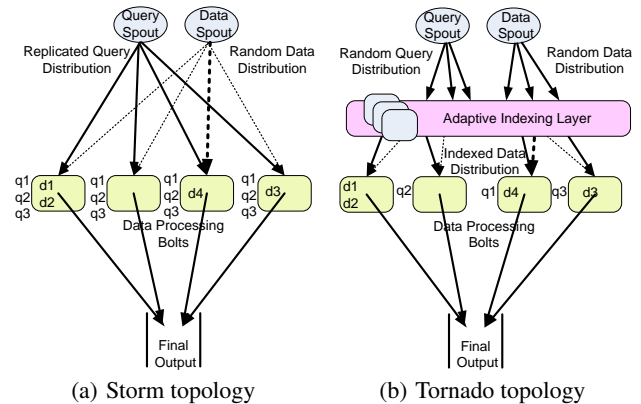 Query
Spout
Data
Spout
Replicated Query
Distribution
Random Data
Distribution
q1
q2
q3
d1
d2
q1
q2
q3
q1
q2
q3
d4
q1
q2
q3
d3
Data Processing
Bolts
Final
Output
(a) Storm topology
Query
Spout
Data
Spout
Random Query
Distribution
Random Data
Distribution
Adaptive Indexing Layer
Indexed Data
Distribution
d1
d2
q2
q1
d4
q3
d3
Data Processing
Bolts
Final
Output
(b) Tornado topology